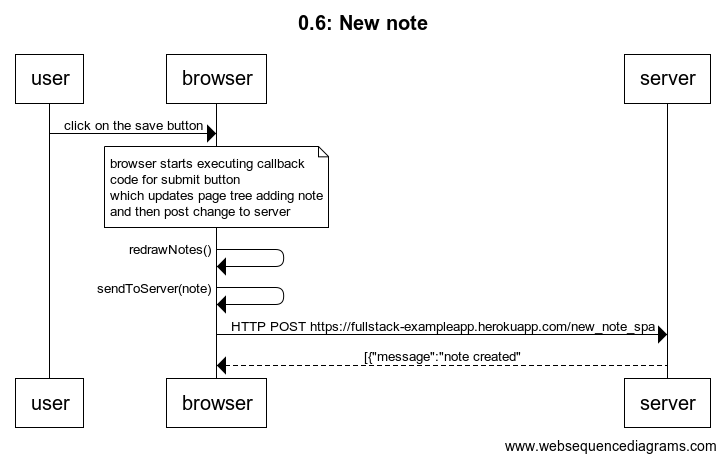 0.6: New note
user
browser
server
click on the save button
browser starts executing callback
code for submit button
which updates page tree adding note
and then post change to server
redrawNotes()
sendToServer(note)
HTTP POST https://fullstack-exampleapp.herokuapp.com/new_note_spa
[{"message":"note created"
user
browser
server
www.websequencediagrams.com